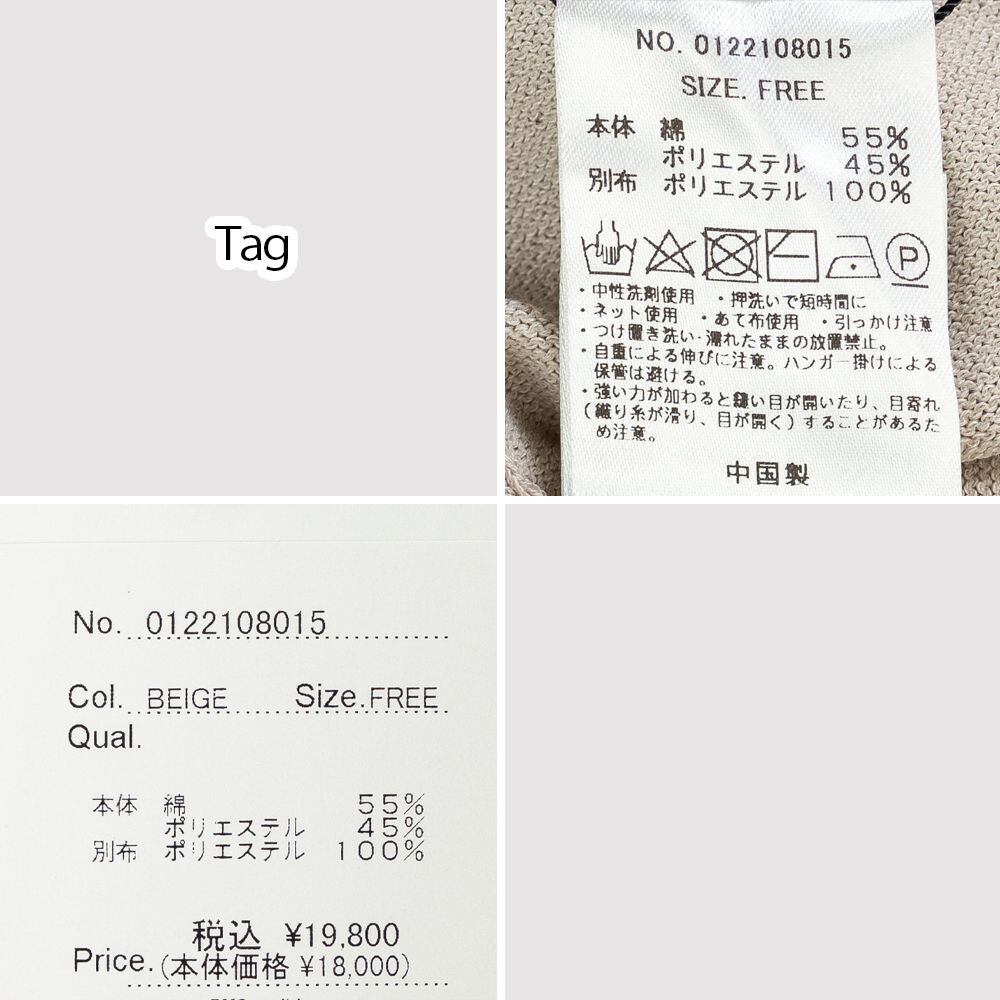 Tag
NO. 0122108015
SIZE. FREE
本体 綿 55%
ポリエステル 45%
別布 ポリエステル 100%
P
・中性洗剤使用 ・押洗いで短時間に
・ネット使用 ・あて布使用 ・引っかけ注意
・つけ置き洗い・濡れたままの放置禁止。
・自重による伸びに注意。ハンガー掛けによる
保管は避ける。
・強い力が加わると縫い目が開いたり、目寄れ
(織り糸が滑り、目が開く)することがあるた
め注意。
中国製
No. 0122108015
Col. BEIGE Size. FREE
Qual.
本体 綿 55%
ポリエステル 45%
別布 ポリエステル 100%
税込 ¥19,800
Price. (本体価格 ¥18,000)